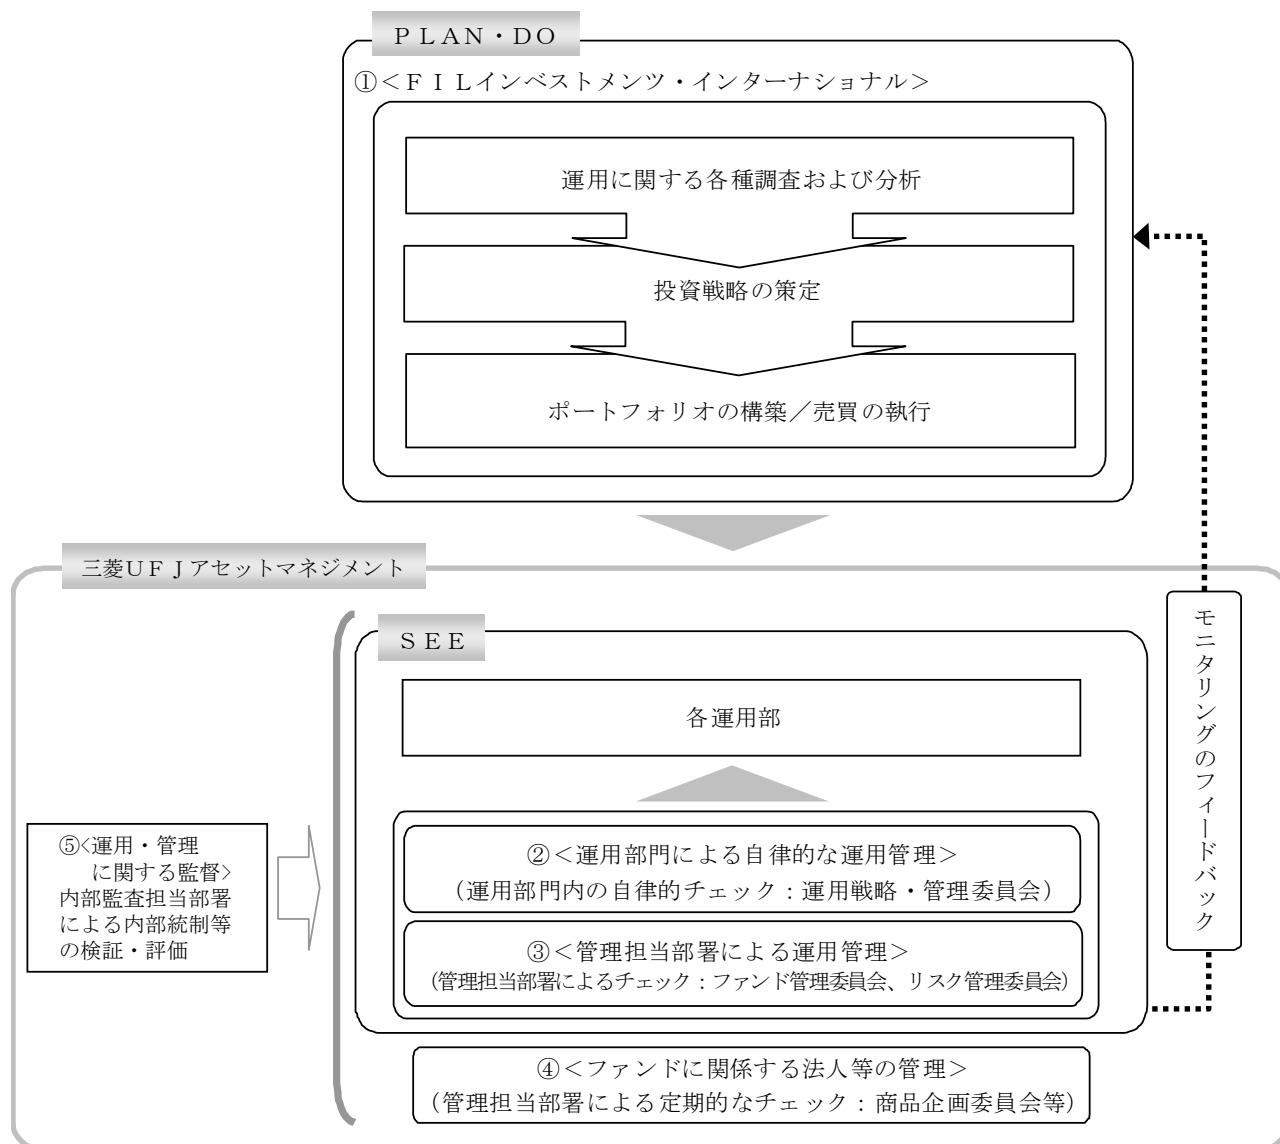 ＰＬＡＮ・ＤＯ
①＜ＦＩＬインベストメンツ・インターナショナル＞
運用に関する各種調査および分析
投資戦略の策定
ポートフォリオの構築／売買の執行
三菱ＵＦＪアセットマネジメント
ＳＥＥ
各運用部
②＜運用部門による自律的な運用管理＞
（運用部門内の自律的チェック：運用戦略・管理委員会）
③＜管理担当部署による運用管理＞
（管理担当部署によるチェック：ファンド管理委員会、リスク管理委員会）
④＜ファンドに関係する法人等の管理＞
（管理担当部署による定期的なチェック：商品企画委員会等）
⑤<運用・管理
に関する監督>
内部監査担当部署
による内部統制等
の検証・評価
モニタリングのフィードバック